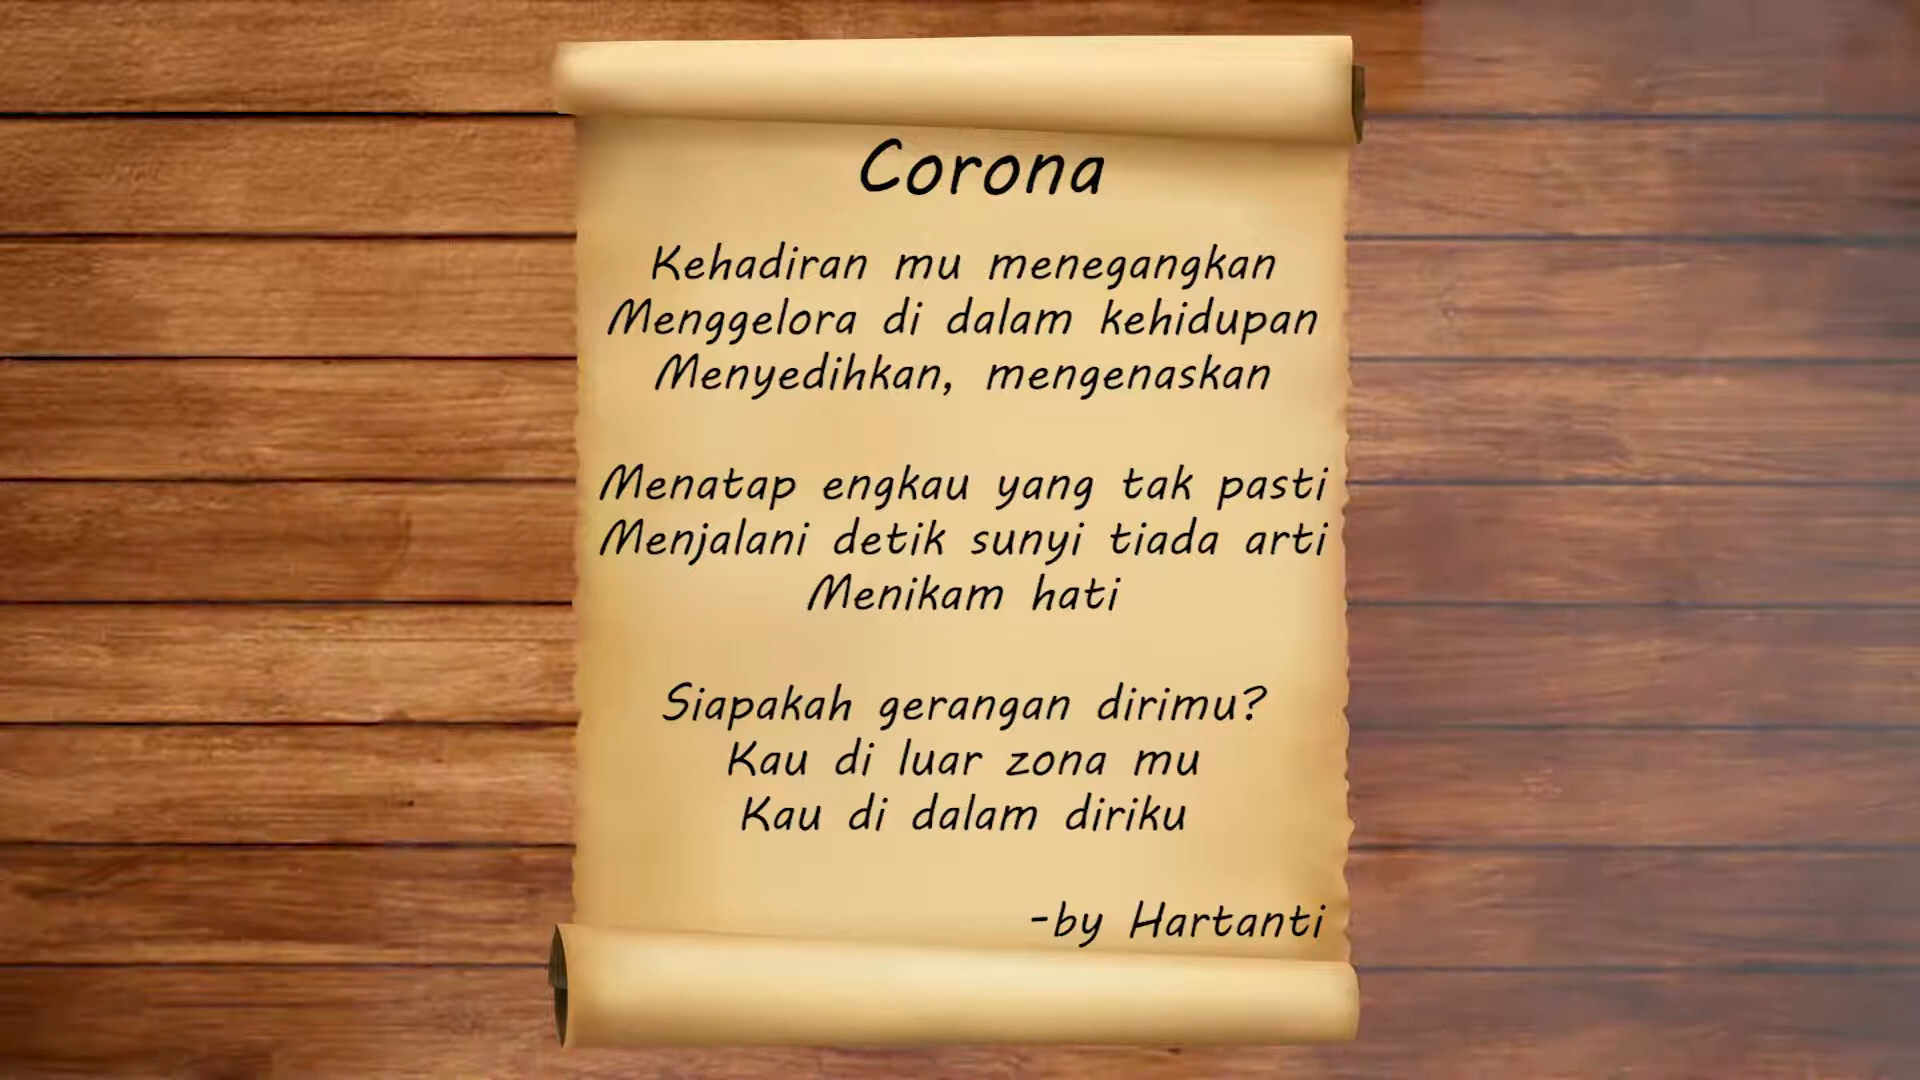 Corona
Kehadiran mu menegangkan
Menggelora di dalam kehidupan
Menyedihkan, mengenaskan
Menatap engkau yang tak pasti
Menjalani detik sunyi tiada arti
Menikam hati
Siapakah gerangan dirimu?
Kau di luar zona mu
Kau di dalam diriku
-by Hartanti